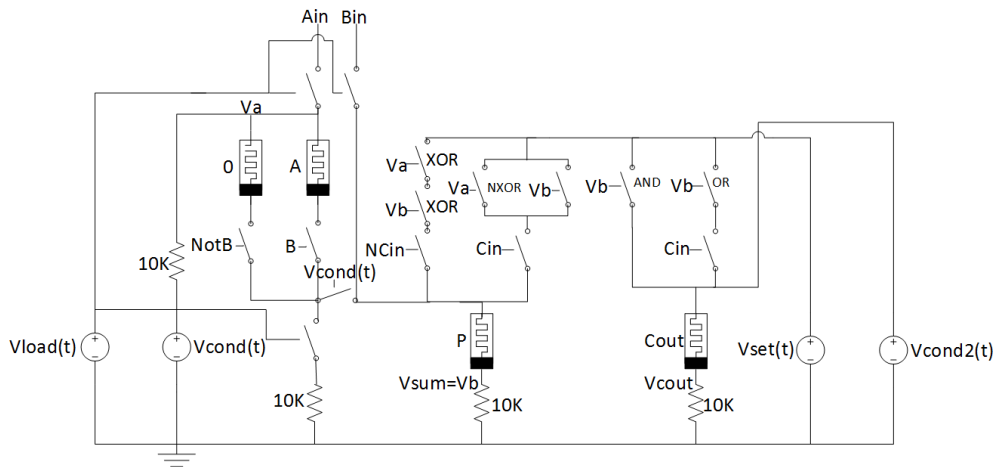 Ain Bin
Va
0
A
Va XOR
Va NXOR Vb
Vb AND Vb OR
Vb XOR
NotB
B
NCin
Cin
Cin
Vcond(t)
10K
Vload(t)
Vcond(t)
P
Cout
Vset(t)
Vcond2(t)
Vsum=Vb
Vcout
10K
10K
10K